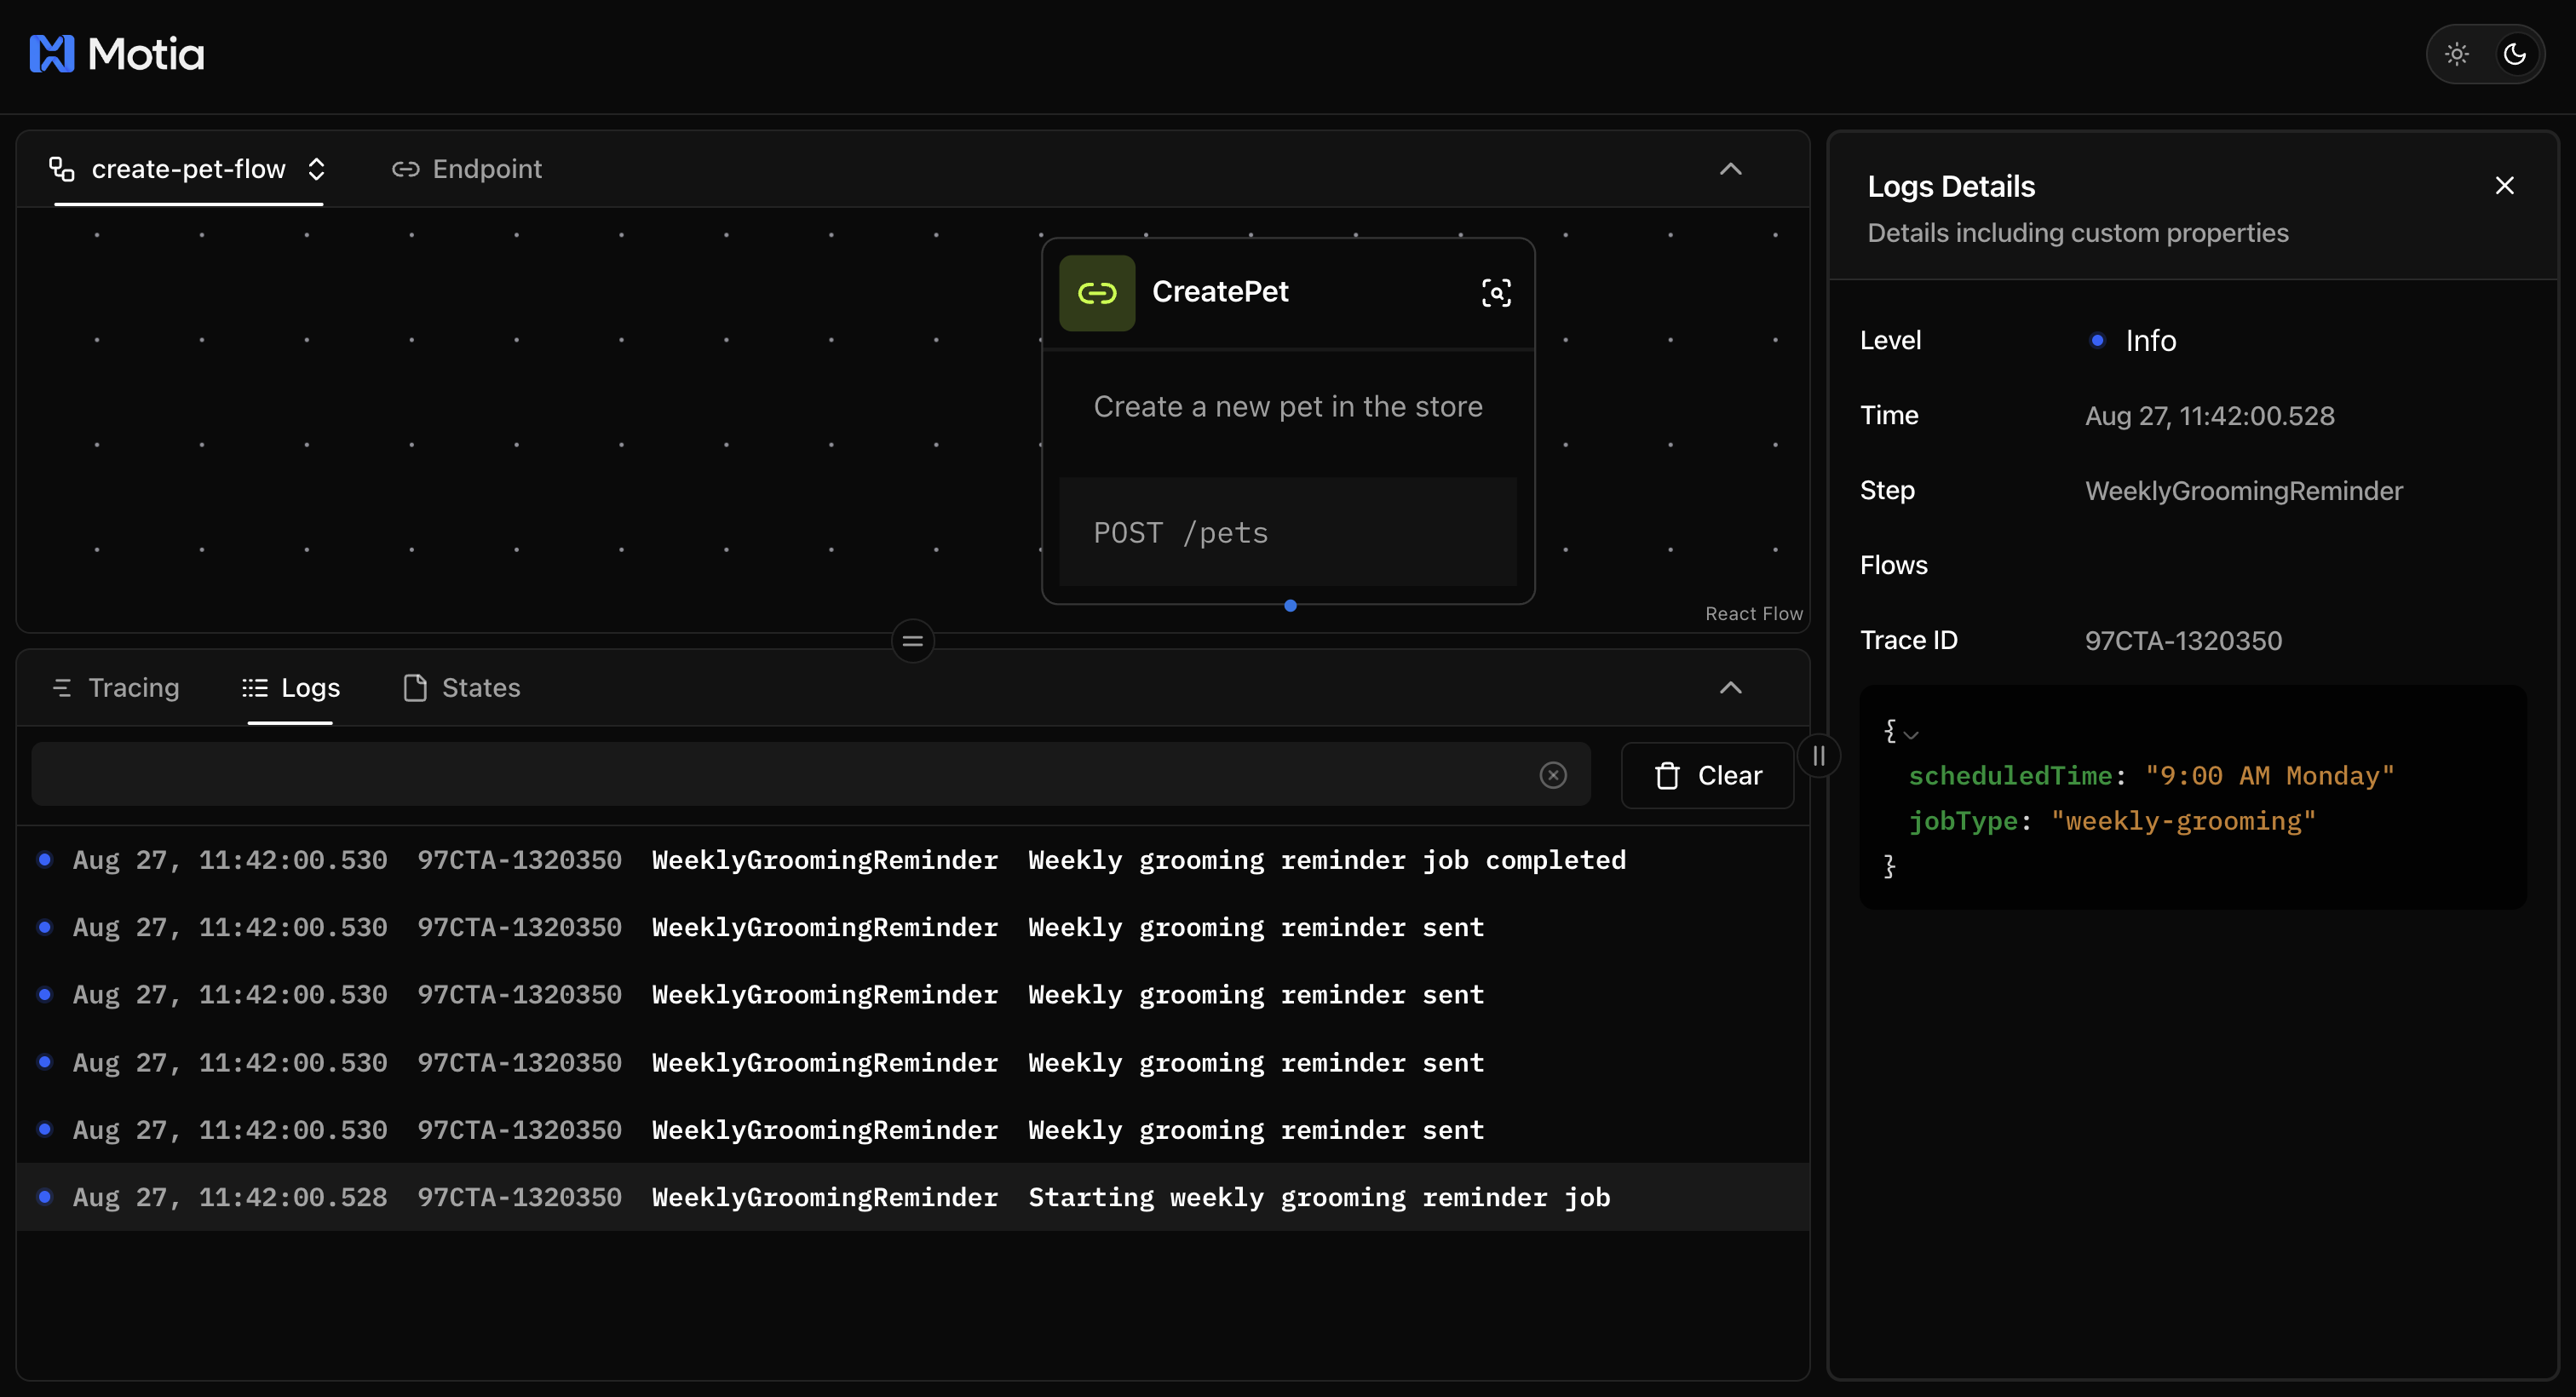 Motia
create-pet-flow
Endpoint
CreatePet
Create a new pet in the store
POST /pets
React Flow
Tracing
Logs
States
Clear
Aug 27, 11:42:00.530 97CTA-1320350 WeeklyGroomingReminder Weekly grooming reminder job completed
Aug 27, 11:42:00.530 97CTA-1320350 WeeklyGroomingReminder Weekly grooming reminder sent
Aug 27, 11:42:00.530 97CTA-1320350 WeeklyGroomingReminder Weekly grooming reminder sent
Aug 27, 11:42:00.530 97CTA-1320350 WeeklyGroomingReminder Weekly grooming reminder sent
Aug 27, 11:42:00.530 97CTA-1320350 WeeklyGroomingReminder Weekly grooming reminder sent
Aug 27, 11:42:00.528 97CTA-1320350 WeeklyGroomingReminder Starting weekly grooming reminder job
Logs Details
Details including custom properties
Level Info
Time Aug 27, 11:42:00.528
Step WeeklyGroomingReminder
Flows
Trace ID 97CTA-1320350
{
scheduledTime: "9:00 AM Monday"
jobType: "weekly-grooming"
}